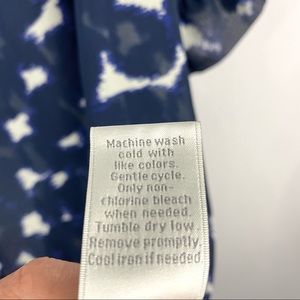 Machine wash
cold with
like colors.
Gentle cycle.
Only non-
chlorine bleach
when needed.
Tumble dry low.
Remove promptly.
Cool iron if needed